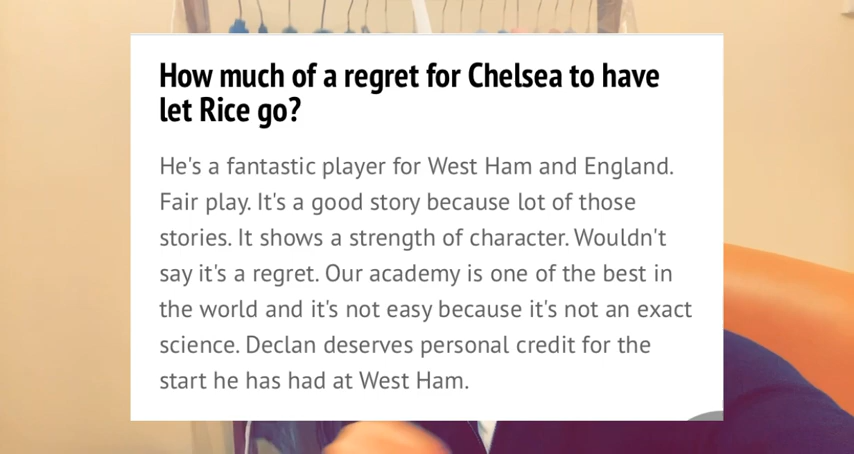 How much of a regret for Chelsea to have
let Rice go?
He's a fantastic player for West Ham and England.
Fair play. It's a good story because lot of those
stories. It shows a strength of character. Wouldn't
say it's a regret. Our academy is one of the best in
the world and it's not easy because it's not an exact
science. Declan deserves personal credit for the
start he has had at West Ham.